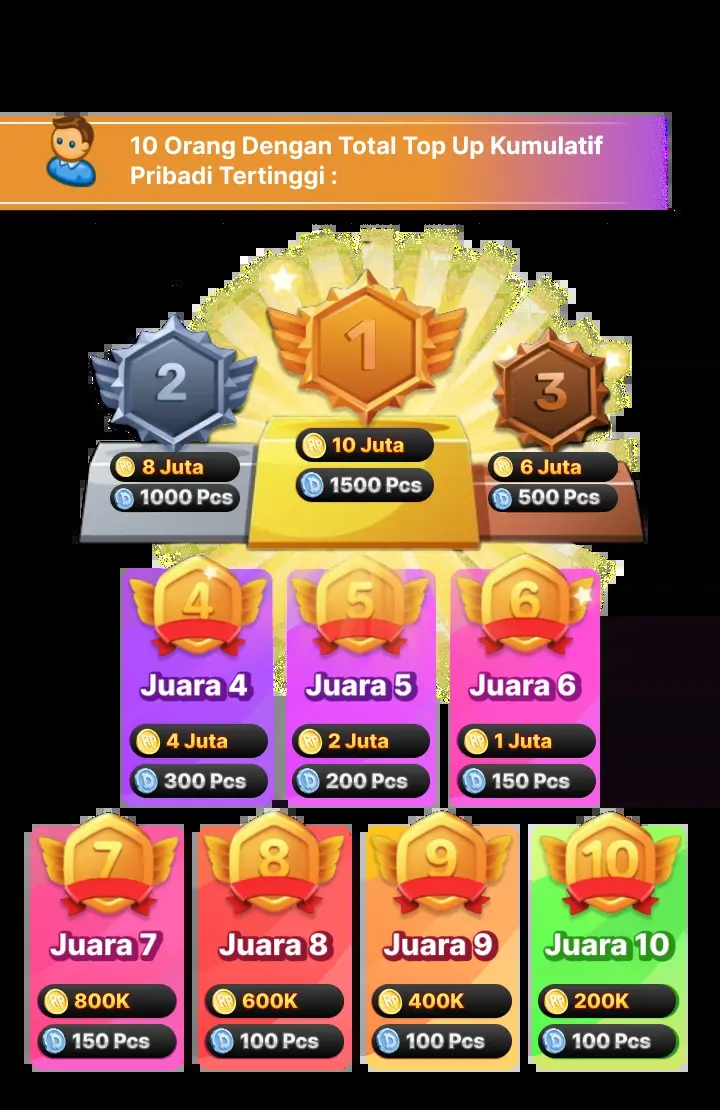 10 Orang Dengan Total Top Up Kumulatif
Pribadi Tertinggi :
1
2
3
10 Juta
1500 Pcs
8 Juta
1000 Pcs
6 Juta
500 Pcs
4
5
6
Juara 4
Juara 5
Juara 6
4 Juta
2 Juta
1 Juta
300 Pcs
200 Pcs
150 Pcs
7
8
9
10
Juara 7
Juara 8
Juara 9
Juara 10
800K
600K
400K
200K
150 Pcs
100 Pcs
100 Pcs
100 Pcs